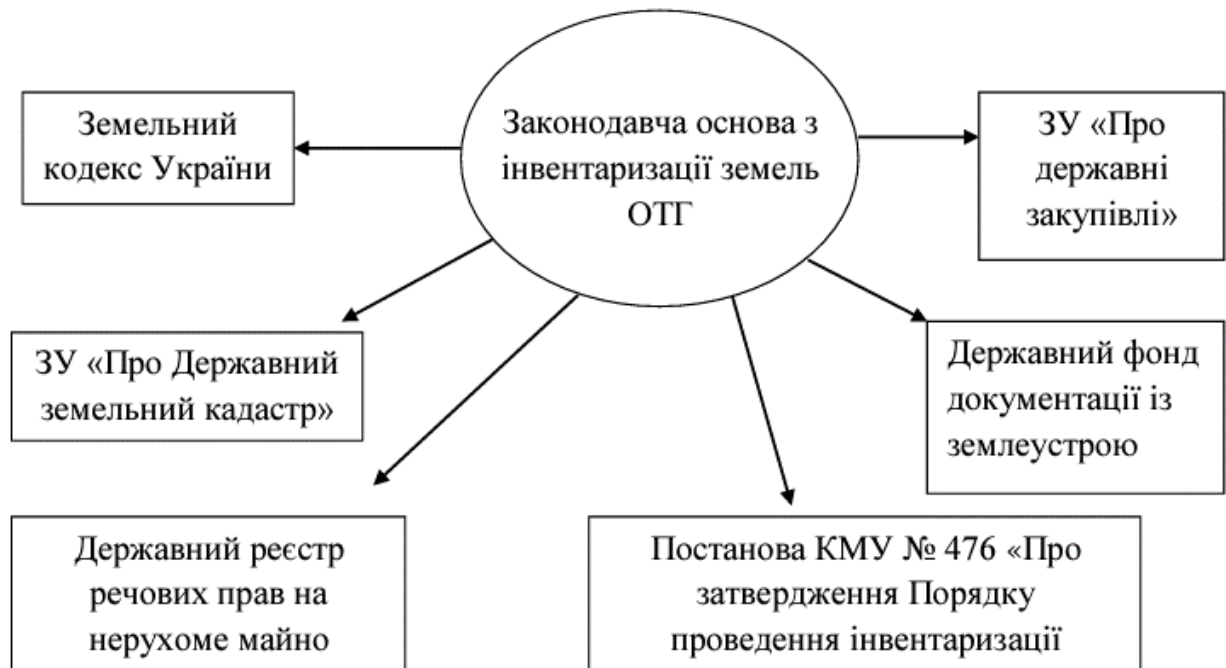 Законодавча основа з
інвентаризації земель
ОТГ
Земельний
кодекс України
ЗУ «Про
державні
закупівлі»
ЗУ «Про Державний
земельний кадастр»
Державний фонд
документації із
землеустрою
Державний реєстр
речових прав на
нерухоме майно
Постанова КМУ № 476 «Про
затвердження Порядку
проведення інвентаризації